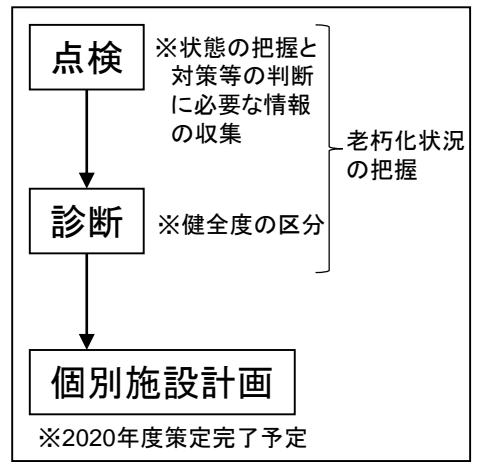 点検
※状態の把握と
対策等の判断
に必要な情報
の収集
老朽化状況
の把握
診断
※健全度の区分
個別施設計画
※2020年度策定完了予定